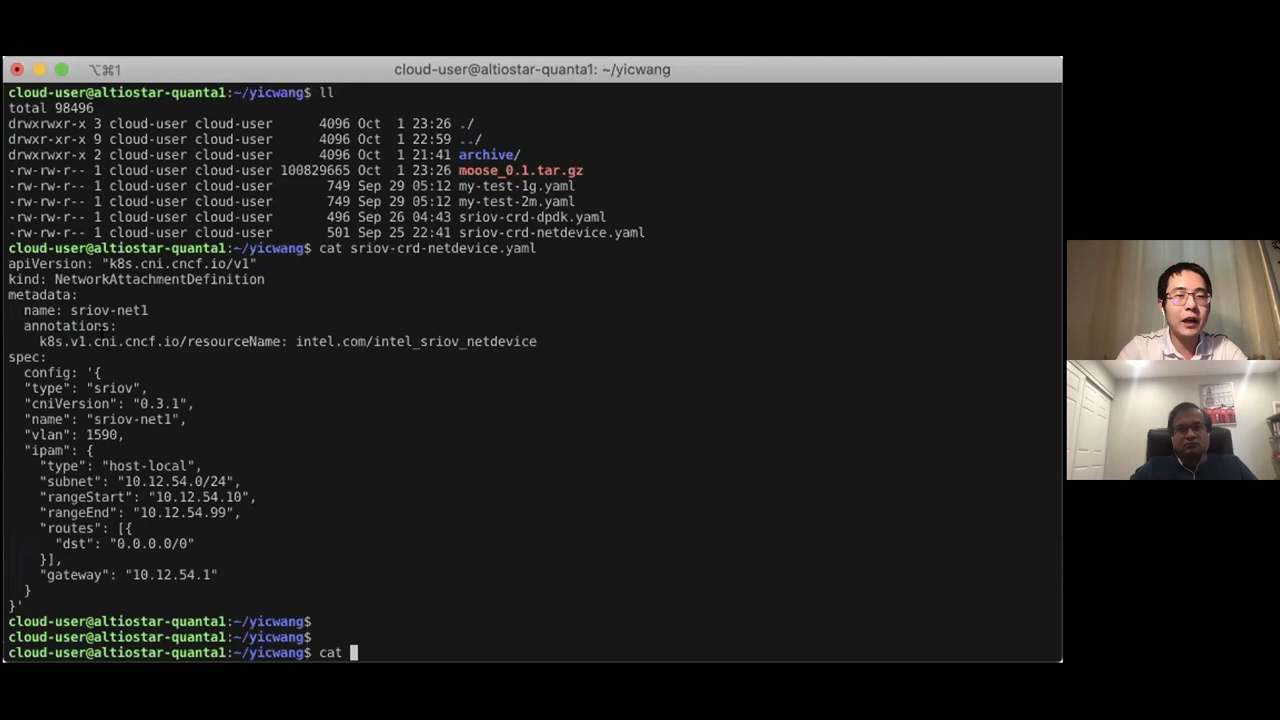 ⌥⌘1
cloud-user@altiostar-quanta1: ~/yicwang
cloud-user@altiostar-quanta1:~/yicwang$ ll
total 98496
drwxrwxr-x 3 cloud-user cloud-user      4096 Oct  1 23:26 ./
drwxr-xr-x 9 cloud-user cloud-user      4096 Oct  1 22:59 ../
drwxrwxr-x 2 cloud-user cloud-user      4096 Oct  1 21:41 archive/
-rw-rw-r-- 1 cloud-user cloud-user 100829665 Oct  1 23:26 moose_0.1.tar.gz
-rw-rw-r-- 1 cloud-user cloud-user       749 Sep 29 05:12 my-test-1g.yaml
-rw-rw-r-- 1 cloud-user cloud-user       749 Sep 29 05:12 my-test-2m.yaml
-rw-rw-r-- 1 cloud-user cloud-user       496 Sep 26 04:43 sriov-crd-dpdk.yaml
-rw-rw-r-- 1 cloud-user cloud-user       501 Sep 25 22:41 sriov-crd-netdevice.yaml
cloud-user@altiostar-quanta1:~/yicwang$ cat sriov-crd-netdevice.yaml
apiVersion: "k8s.cni.cncf.io/v1"
kind: NetworkAttachmentDefinition
metadata:
  name: sriov-net1
  annotations:
    k8s.v1.cni.cncf.io/resourceName: intel.com/intel_sriov_netdevice
spec:
  config: '{
  "type": "sriov",
  "cniVersion": "0.3.1",
  "name": "sriov-net1",
  "vlan": 1590,
  "ipam": {
    "type": "host-local",
    "subnet": "10.12.54.0/24",
    "rangeStart": "10.12.54.10",
    "rangeEnd": "10.12.54.99",
    "routes": [{
      "dst": "0.0.0.0/0"
    }],
    "gateway": "10.12.54.1"
  }
}'
cloud-user@altiostar-quanta1:~/yicwang$
cloud-user@altiostar-quanta1:~/yicwang$
cloud-user@altiostar-quanta1:~/yicwang$ cat